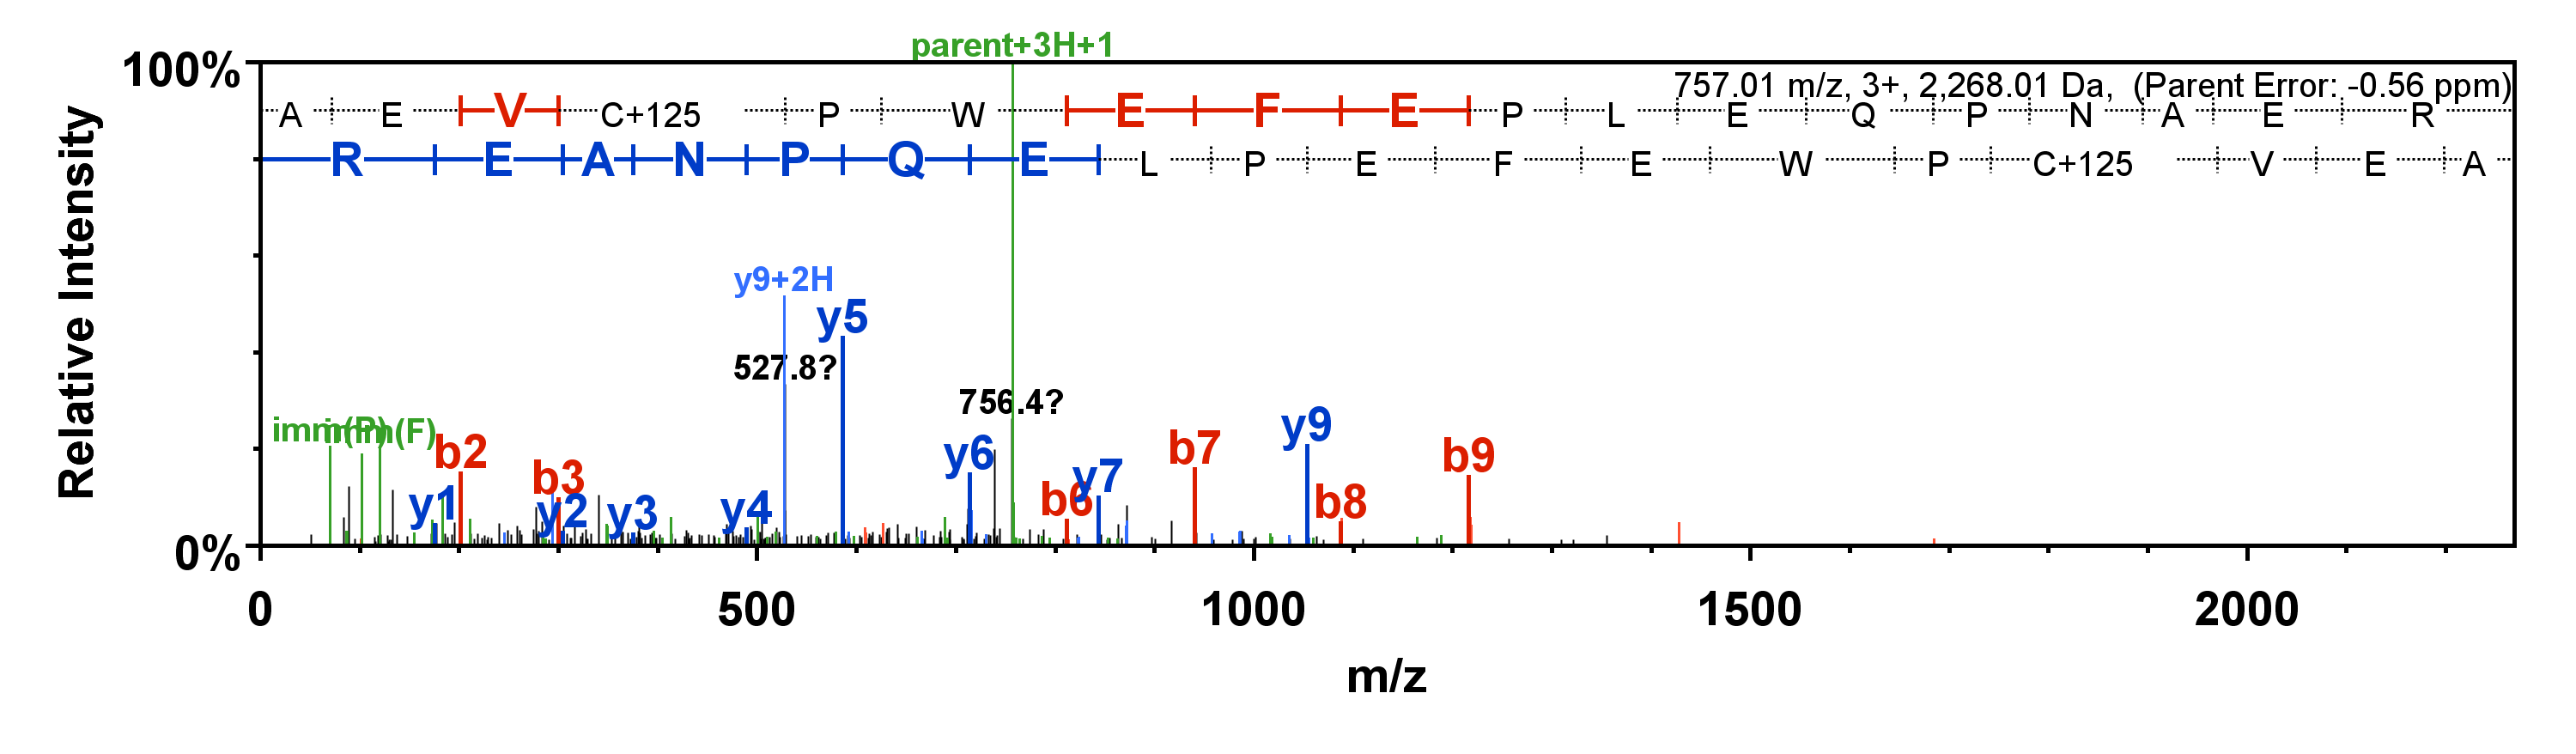 parent+3H+1
100%
757.01 m/z, 3+, 2,268.01 Da, (Parent Error: -0.56 ppm)
A E V C+125 P W E F E P L E Q P N A E R
R E A N P Q E L P E F E W P C+125 V E A
Relative Intensity
y9+2H
y5
527.8?
756.4?
imm(P) imm(F)
b2
y6
b7
y9
b9
b3
y7
y1
y2
y3
y4
b6
b8
0%
0 500 1000 1500 2000
m/z